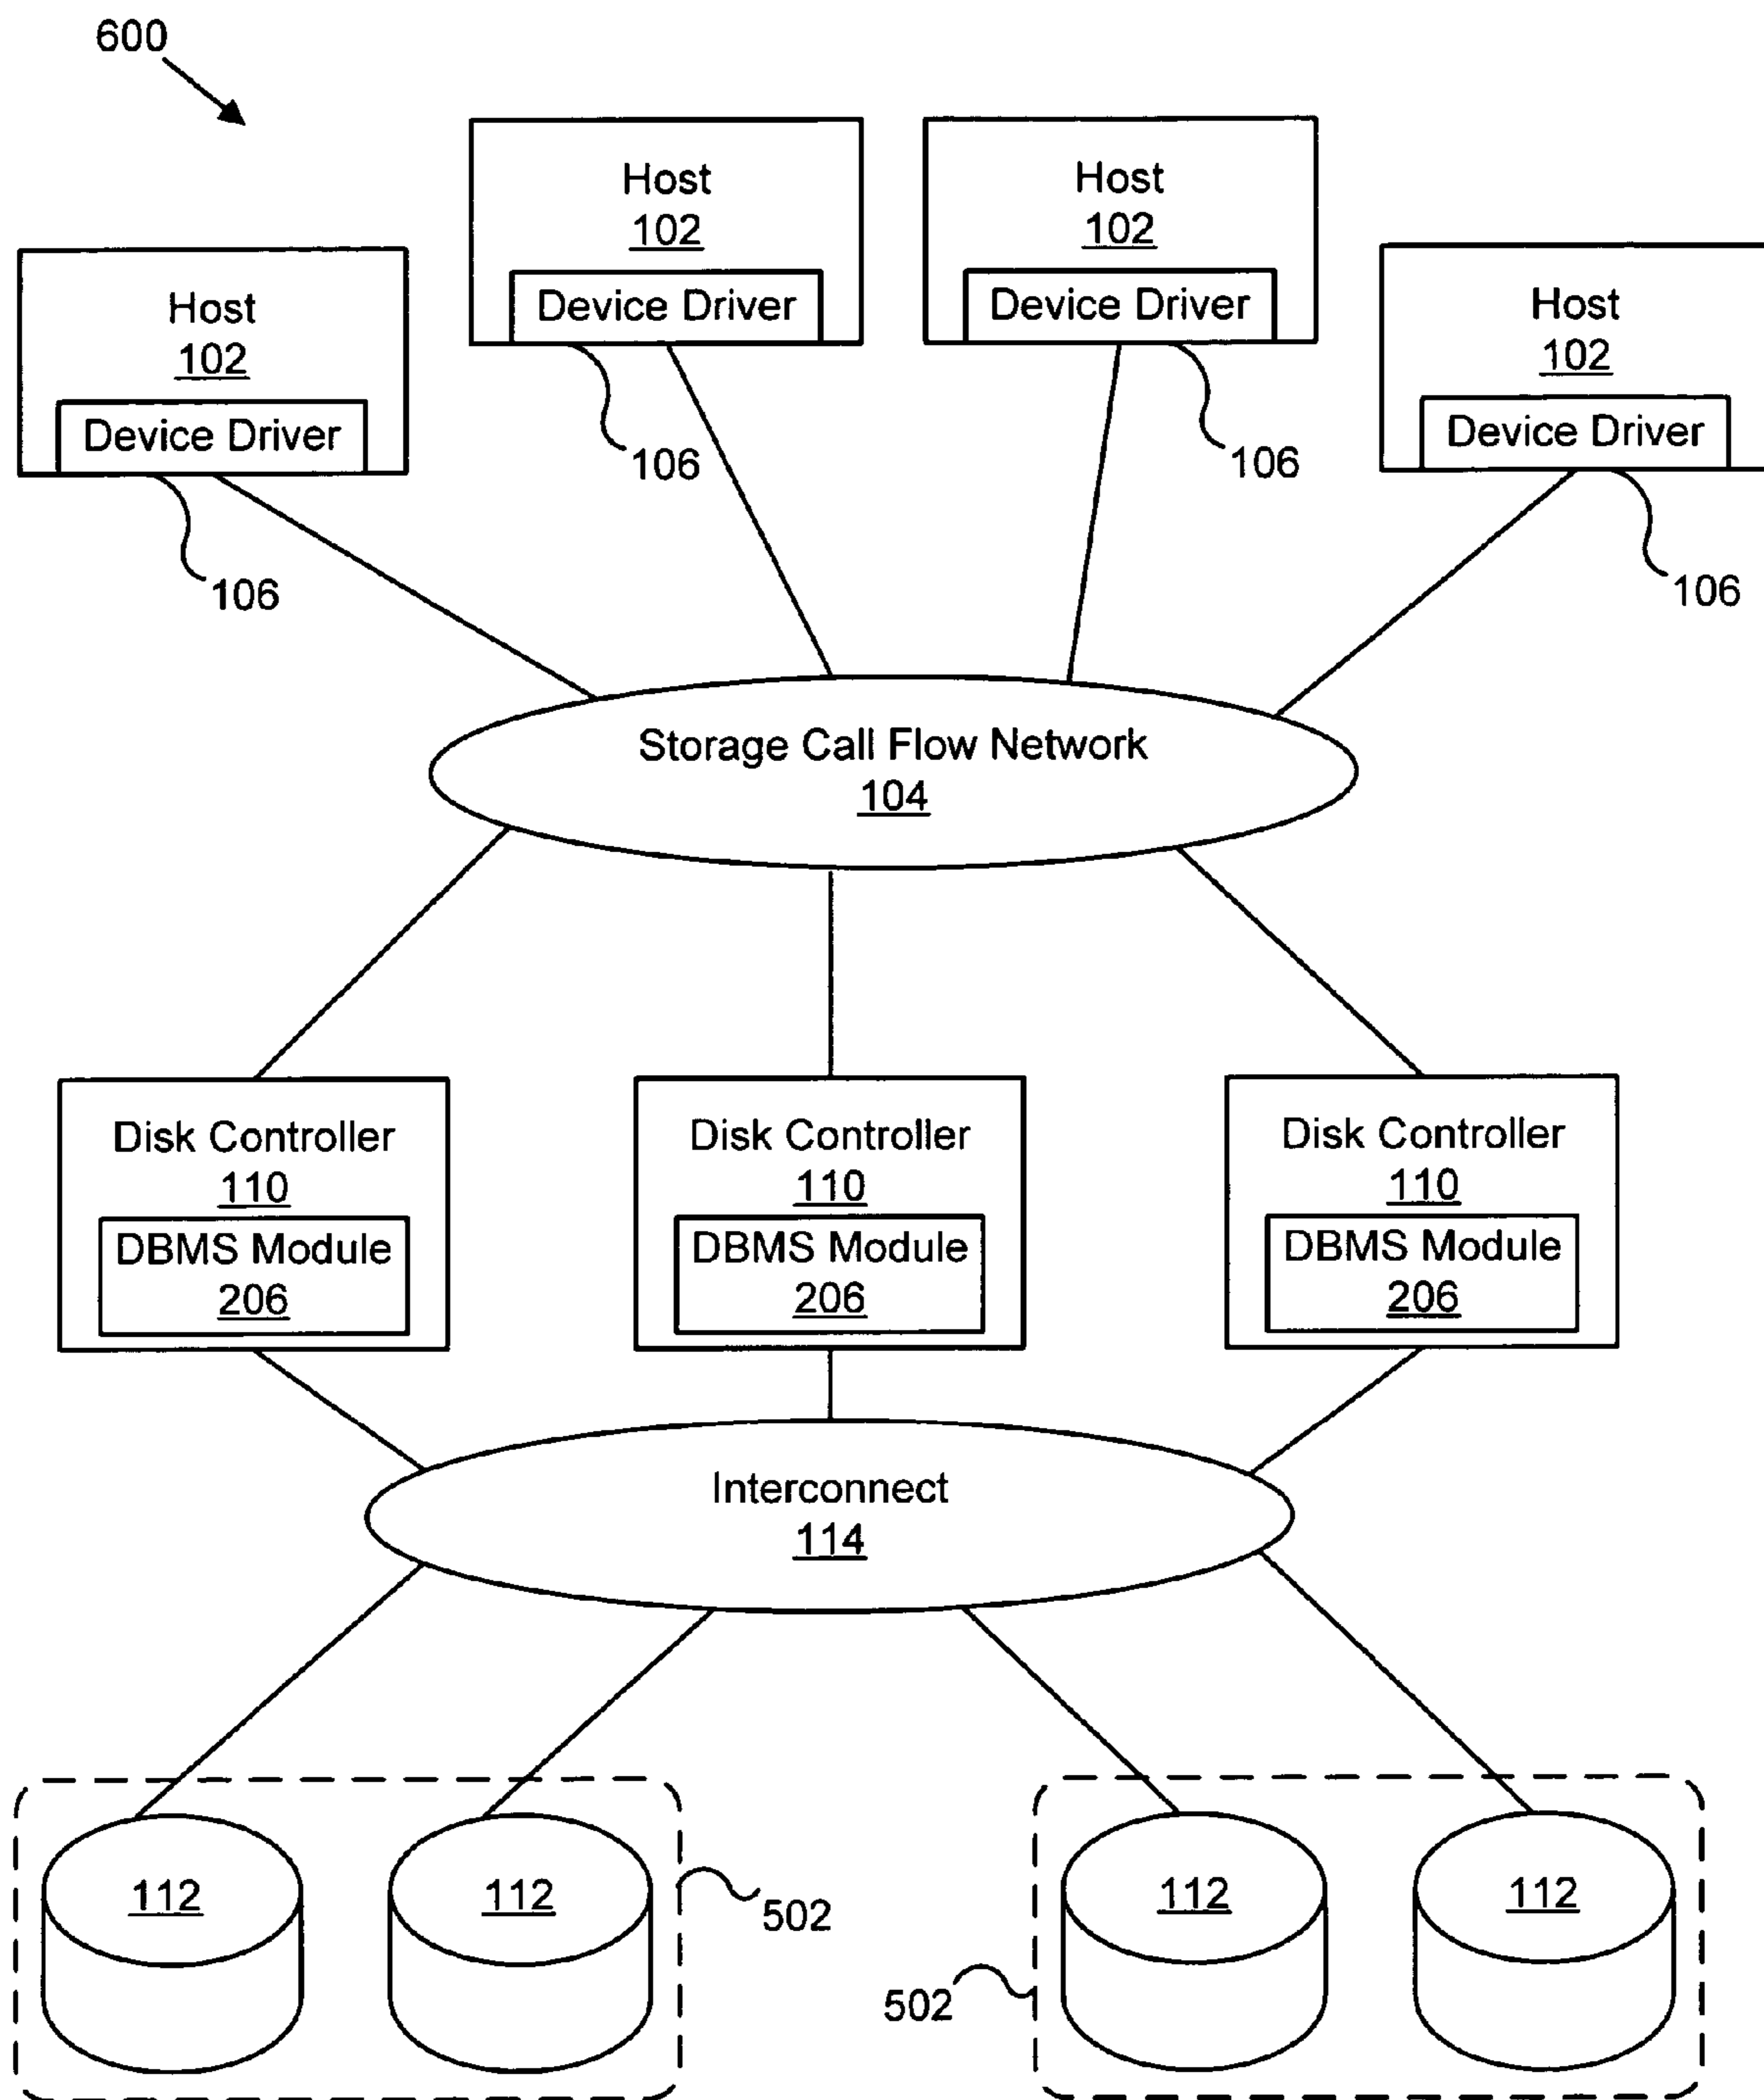 600
Host
102
Device Driver
106
Host
102
Device Driver
106
Host
102
Device Driver
106
Host
102
Device Driver
106
Storage Call Flow Network
104
Disk Controller
110
DBMS Module
206
Disk Controller
110
DBMS Module
206
Disk Controller
110
DBMS Module
206
Interconnect
114
112
112
502
112
112
502